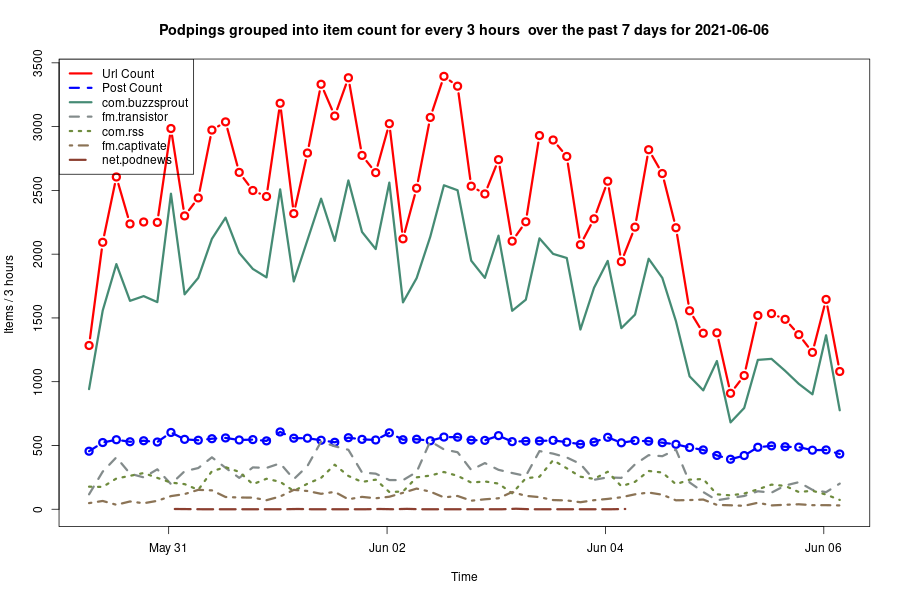 Podpings grouped into item count for every 3 hours  over the past 7 days for 2021-06-06
Items / 3 hours
3500
3000
2500
2000
1500
1000
500
0
Url Count
Post Count
com.buzzsprout
fm.transistor
com.rss
fm.captivate
net.podnews
May 31
Jun 02
Jun 04
Jun 06
Time